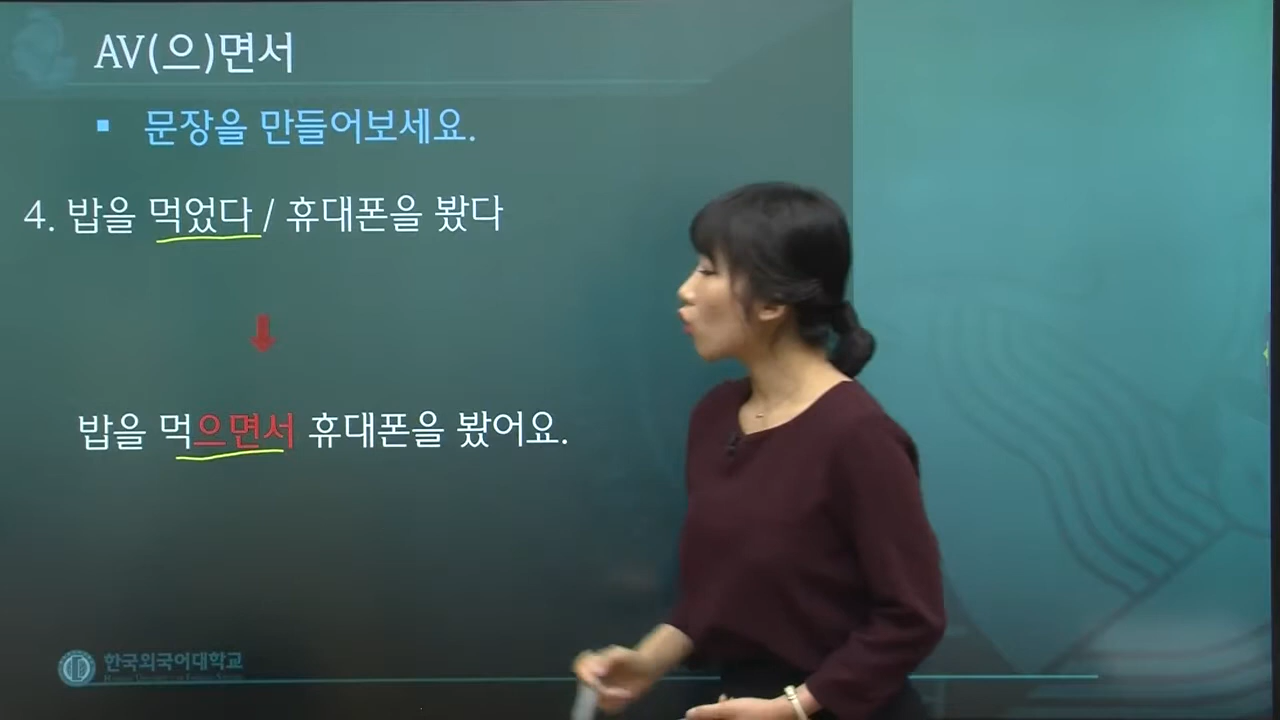 AV(으)면서
▪ 문장을 만들어보세요.
4. 밥을 먹었다 / 휴대폰을 봤다
밥을 먹으면서 휴대폰을 봤어요.
한국외국어대학교